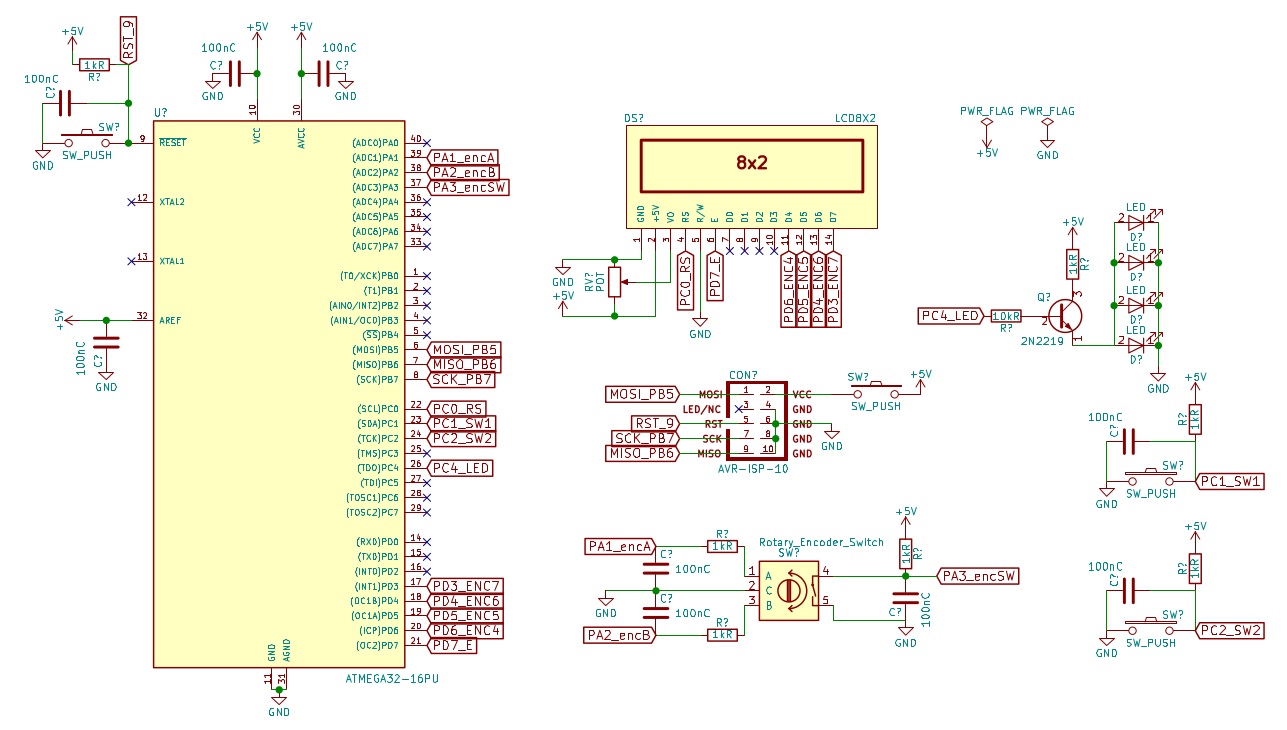 +5V
RST_9
1kR
R?
100nC
C?
SW?
SW_PUSH
GND
+5V
+5V
100nC
C?
GND
100nC
C?
GND
U?
10
VCC
30
AVCC
9 RESET
12 XTAL2
13 XTAL1
+5V
32 AREF
100nC
C?
GND
(ADC0)PA0 40
(ADC1)PA1 39 PA1_encA
(ADC2)PA2 38 PA2_encB
(ADC3)PA3 37 PA3_encSW
(ADC4)PA4 36
(ADC5)PA5 35
(ADC6)PA6 34
(ADC7)PA7 33
(T0/XCK)PB0 1
(T1)PB1 2
(AIN0/INT2)PB2 3
(AIN1/OC0)PB3 4
(SS)PB4 5
(MOSI)PB5 6 MOSI_PB5
(MISO)PB6 7 MISO_PB6
(SCK)PB7 8 SCK_PB7
(SCL)PC0 22 PC0_RS
(SDA)PC1 23 PC1_SW1
(TCK)PC2 24 PC2_SW2
(TMS)PC3 25
(TDO)PC4 26 PC4_LED
(TDI)PC5 27
(TOSC1)PC6 28
(TOSC2)PC7 29
(RXD)PD0 14
(TXD)PD1 15
(INT0)PD2 16
(INT1)PD3 17 PD3_ENC7
(OC1B)PD4 18 PD4_ENC6
(OC1A)PD5 19 PD5_ENC5
(ICP)PD6 20 PD6_ENC4
(OC2)PD7 21 PD7_E
GND
11
AGND
31
GND
ATMEGA32-16PU
DS?
LCD8X2
8x2
GND +5V VO RS R/W E D0 D1 D2 D3 D4 D5 D6 D7
1 2 3 4 5 6 7 8 9 10 11 12 13 14
GND
+5V
RV?
POT
PC0_RS
PD7_E
GND
PD6_ENC4
PD5_ENC5
PD4_ENC6
PD3_ENC7
PWR_FLAG
+5V
PWR_FLAG
GND
+5V
1kR
R?
PC4_LED
10kR
R?
Q?
2
3
1
2N2219
LED
2 1
D?
LED
2 1
D?
LED
2 1
D?
LED
2 1
D?
GND
CON?
MOSI_PB5 MOSI 1 2 VCC
LED/NC 3 4 GND
RST_9 RST 5 6 GND
SCK_PB7 SCK 7 8 GND
MISO_PB6 MISO 9 10 GND
AVR-ISP-10
SW?
SW_PUSH
+5V
GND
+5V
1kR
R?
100nC
C?
SW?
SW_PUSH
GND
PC1_SW1
+5V
1kR
R?
100nC
C?
SW?
SW_PUSH
GND
PC2_SW2
PA1_encA
R?
1kR
C?
100nC
GND
C?
100nC
PA2_encB
R?
1kR
Rotary_Encoder_Switch
SW?
1 A
2 C
3 B
4
5
+5V
1kR
R?
PA3_encSW
C?
100nC
GND